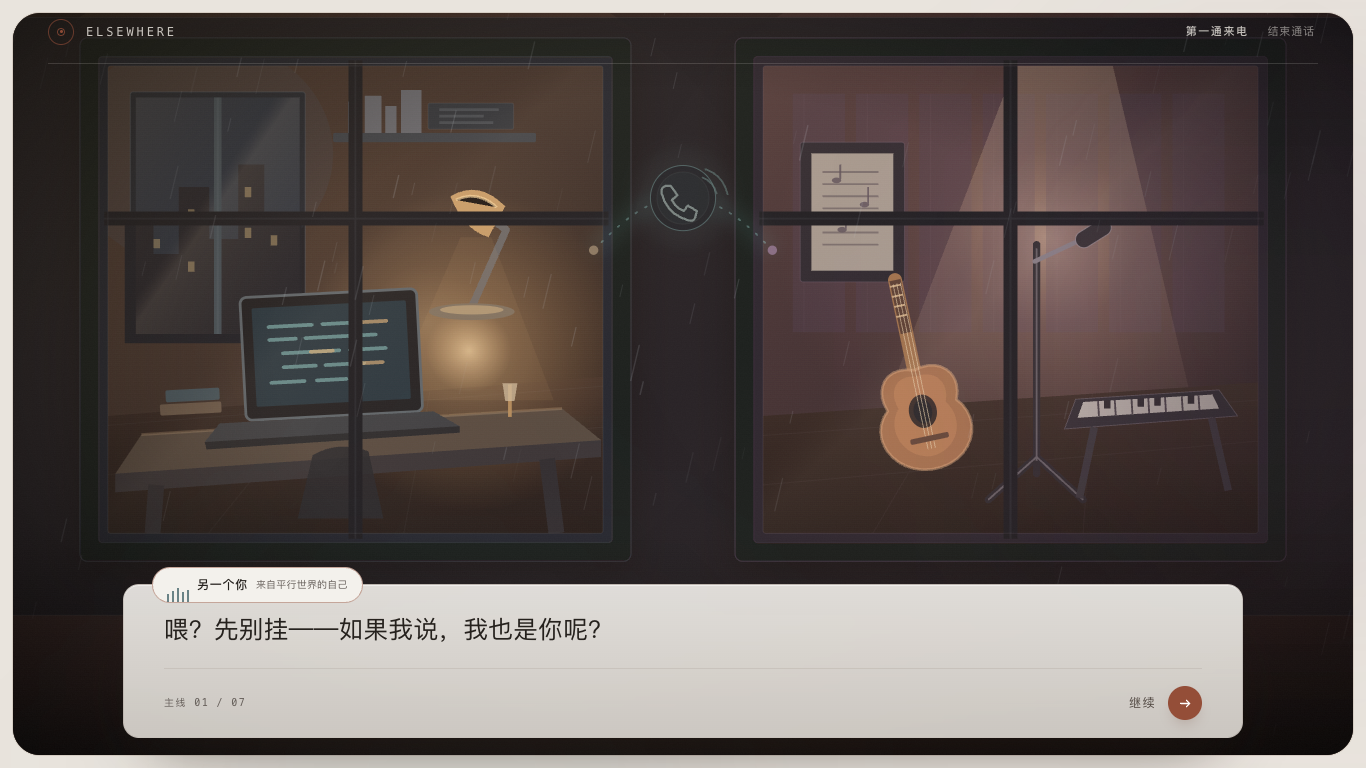 ELSEWHERE
第一通来电 结束通话
另一个你 来自平行世界的自己
喂？先别挂——如果我说，我也是你呢？
主线 01 / 07
继续